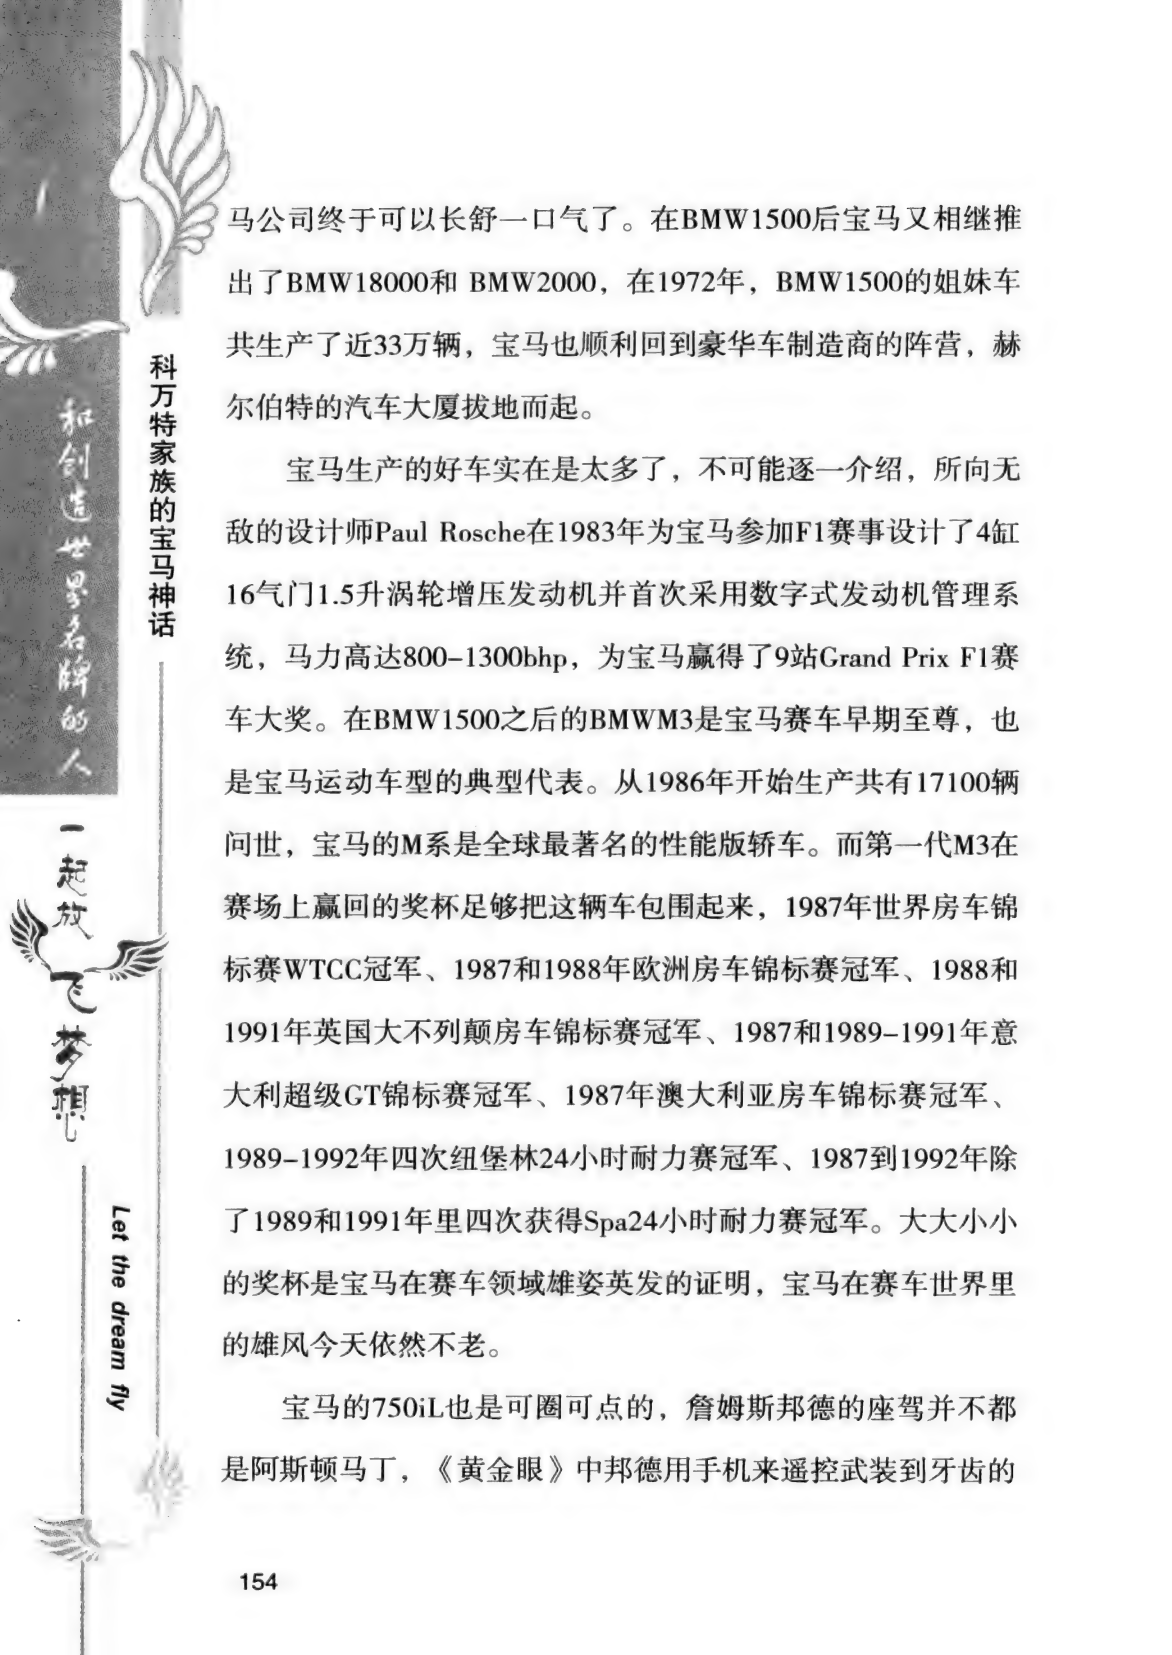 马公司终于可以长舒一口气了。在BMW1500后宝马又相继推
出了BMW18000和 BMW2000，在1972年，BMW1500的姐妹车
共生产了近33万辆，宝马也顺利回到豪华车制造商的阵营，赫
尔伯特的汽车大厦拔地而起。
宝马生产的好车实在是太多了，不可能逐一介绍，所向无
敌的设计师Paul Rosche在1983年为宝马参加F1赛事设计了4缸
16气门1.5升涡轮增压发动机并首次采用数字式发动机管理系
统，马力高达800-1300bhp，为宝马赢得了9站Grand Prix F1赛
车大奖。在BMW1500之后的BMWM3是宝马赛车早期至尊，也
是宝马运动车型的典型代表。从1986年开始生产共有17100辆
问世，宝马的M系是全球最著名的性能版轿车。而第一代M3在
赛场上赢回的奖杯足够把这辆车包围起来，1987年世界房车锦
标赛WTCC冠军、1987和1988年欧洲房车锦标赛冠军、1988和
1991年英国大不列颠房车锦标赛冠军、1987和1989-1991年意
大利超级GT锦标赛冠军、1987年澳大利亚房车锦标赛冠军、
1989-1992年四次纽堡林24小时耐力赛冠军、1987到1992年除
了1989和1991年里四次获得Spa24小时耐力赛冠军。大大小小
的奖杯是宝马在赛车领域雄姿英发的证明，宝马在赛车世界里
的雄风今天依然不老。
宝马的750iL也是可圈可点的，詹姆斯邦德的座驾并不都
是阿斯顿马丁，《黄金眼》中邦德用手机来遥控武装到牙齿的
科万特家族的宝马神话
和创造世界名牌的人
一起放飞梦想
Let the dream fly
154